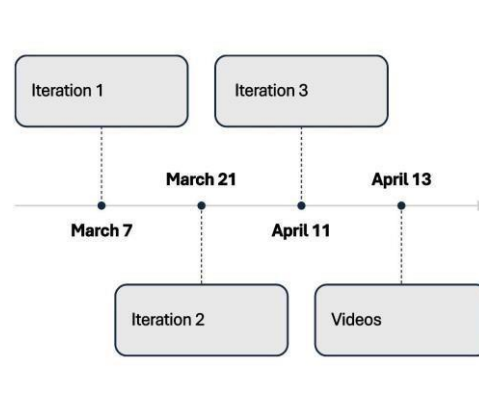 Iteration 1
Iteration 3
March 21
April 13
March 7
April 11
Iteration 2
Videos